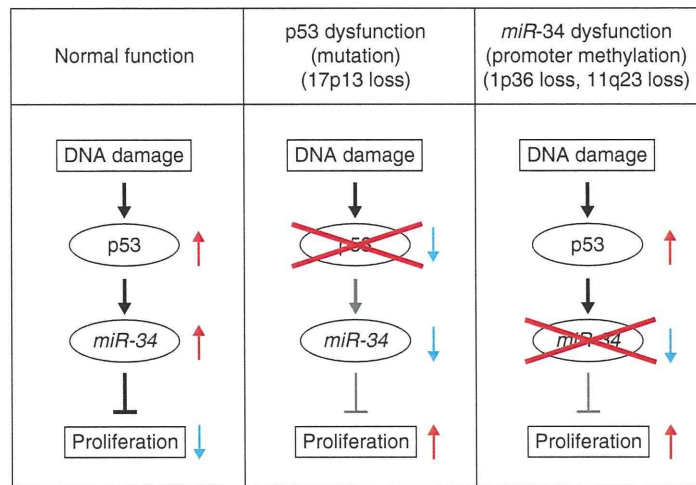 Normal function
p53 dysfunction
(mutation)
(17p13 loss)
miR-34 dysfunction
(promoter methylation)
(1p36 loss, 11q23 loss)
DNA damage
p53
miR-34
Proliferation
DNA damage
p53
miR-34
Proliferation
DNA damage
p53
miR-34
Proliferation